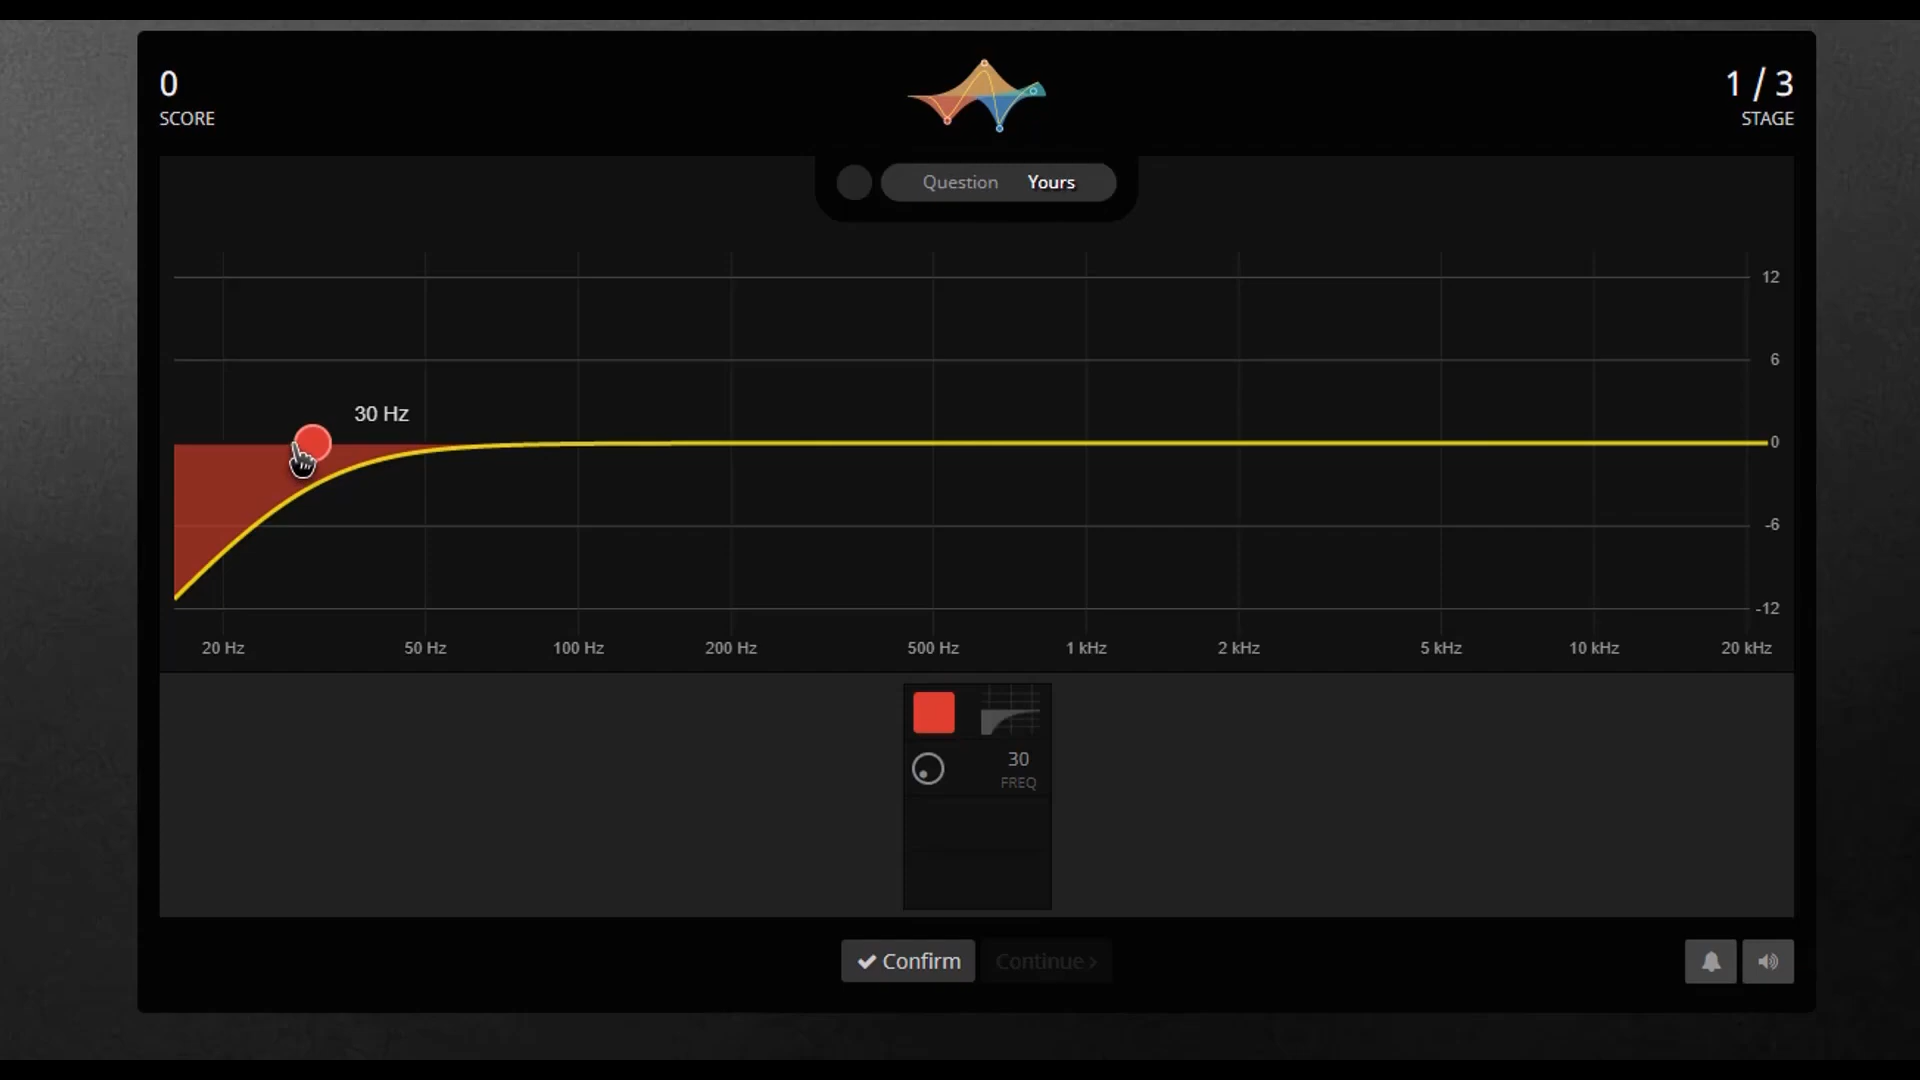 0
SCORE
1 / 3
STAGE
Question Yours
12
6
30 Hz
0
-6
-12
20 Hz 50 Hz 100 Hz 200 Hz 500 Hz 1 kHz 2 kHz 5 kHz 10 kHz 20 kHz
30
FREQ
Confirm Continue